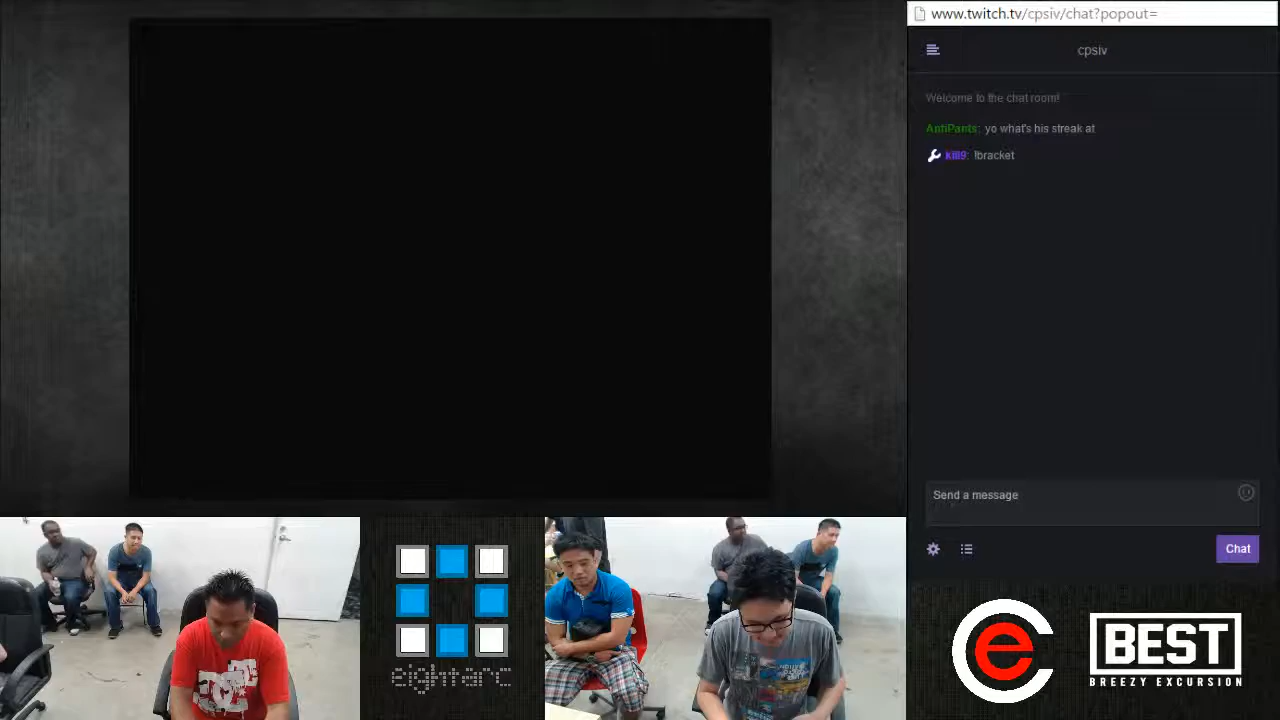 www.twitch.tv/cpsiv/chat?popout=
cpsiv
Welcome to the chat room!
AntiPants: yo what's his streak at
kill9: !bracket
Send a message
Chat
eightarc
BEST
BREEZY EXCURSION